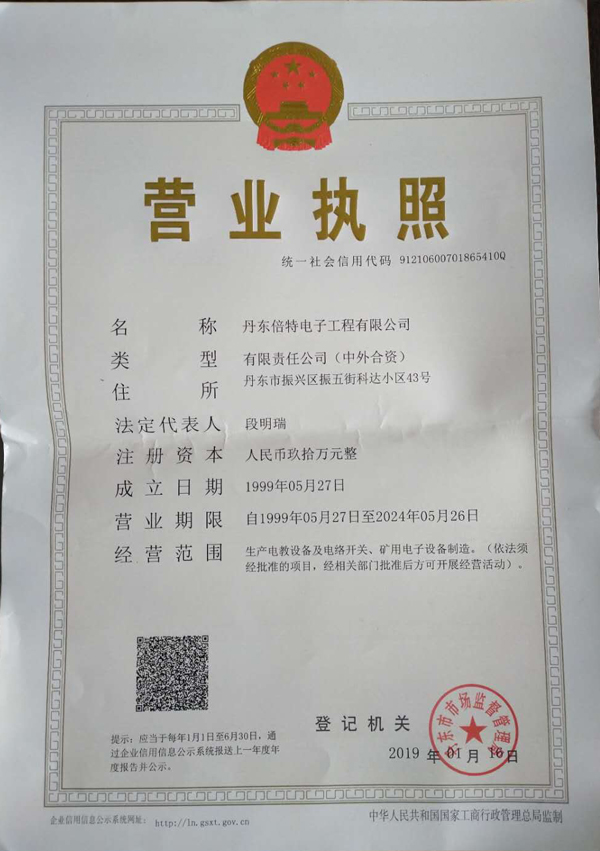 营业执照
统一社会信用代码 91210600701865410Q
名称 丹东倍特电子工程有限公司
类型 有限责任公司（中外合资）
住所 丹东市振兴区振五街科达小区43号
法定代表人 段明瑞
注册资本 人民币玖拾万元整
成立日期 1999年05月27日
营业期限 自1999年05月27日至2024年05月26日
经营范围 生产电教设备及电络开关、矿用电子设备制造。（依法须
经批准的项目，经相关部门批准后方可开展经营活动）。
登记机关
丹东市市场监督管理局
2019 年 01 月 16 日
提示：应当于每年1月1日至6月30日，通
过企业信用信息公示系统报送上一年度年
度报告并公示。
企业信用信息公示系统网址： http://ln.gsxt.gov.cn
中华人民共和国国家工商行政管理总局监制